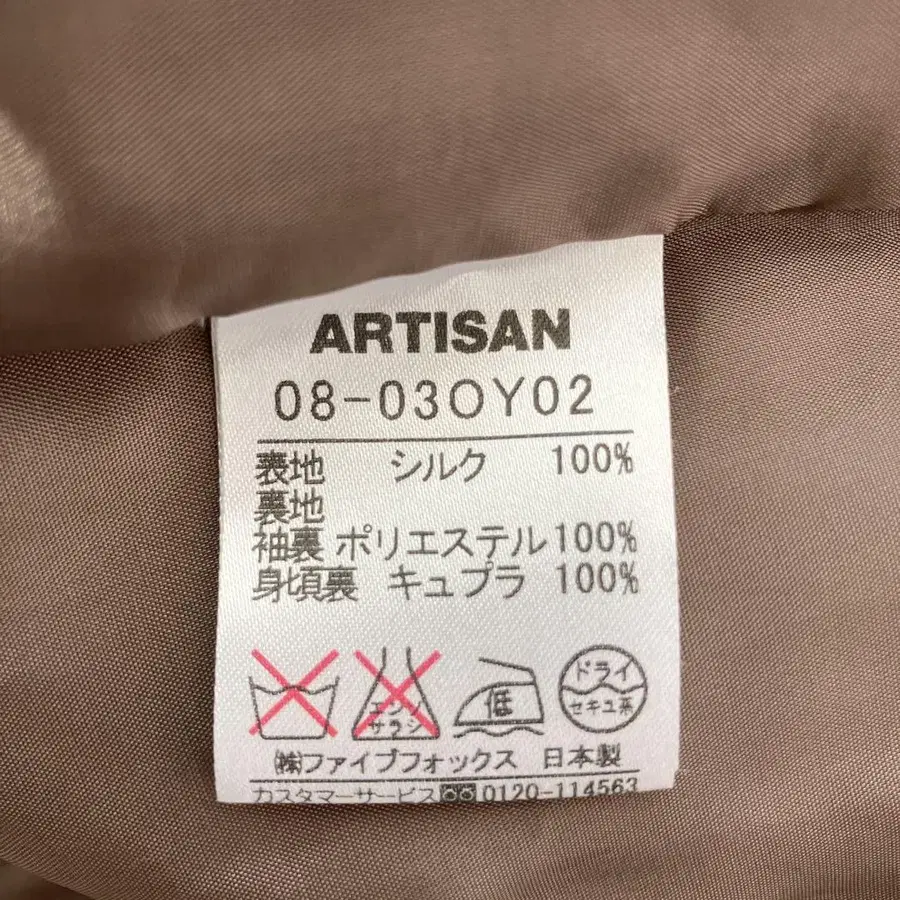 ARTISAN
08-03OY02
表地 シルク 100%
裏地
袖裏 ポリエステル 100%
身頃裏 キュプラ 100%
エンソ
サラシ
低
ドライ
セキユ系
㈱ファイブフォックス 日本製
カスタマーサービス 0120-114563